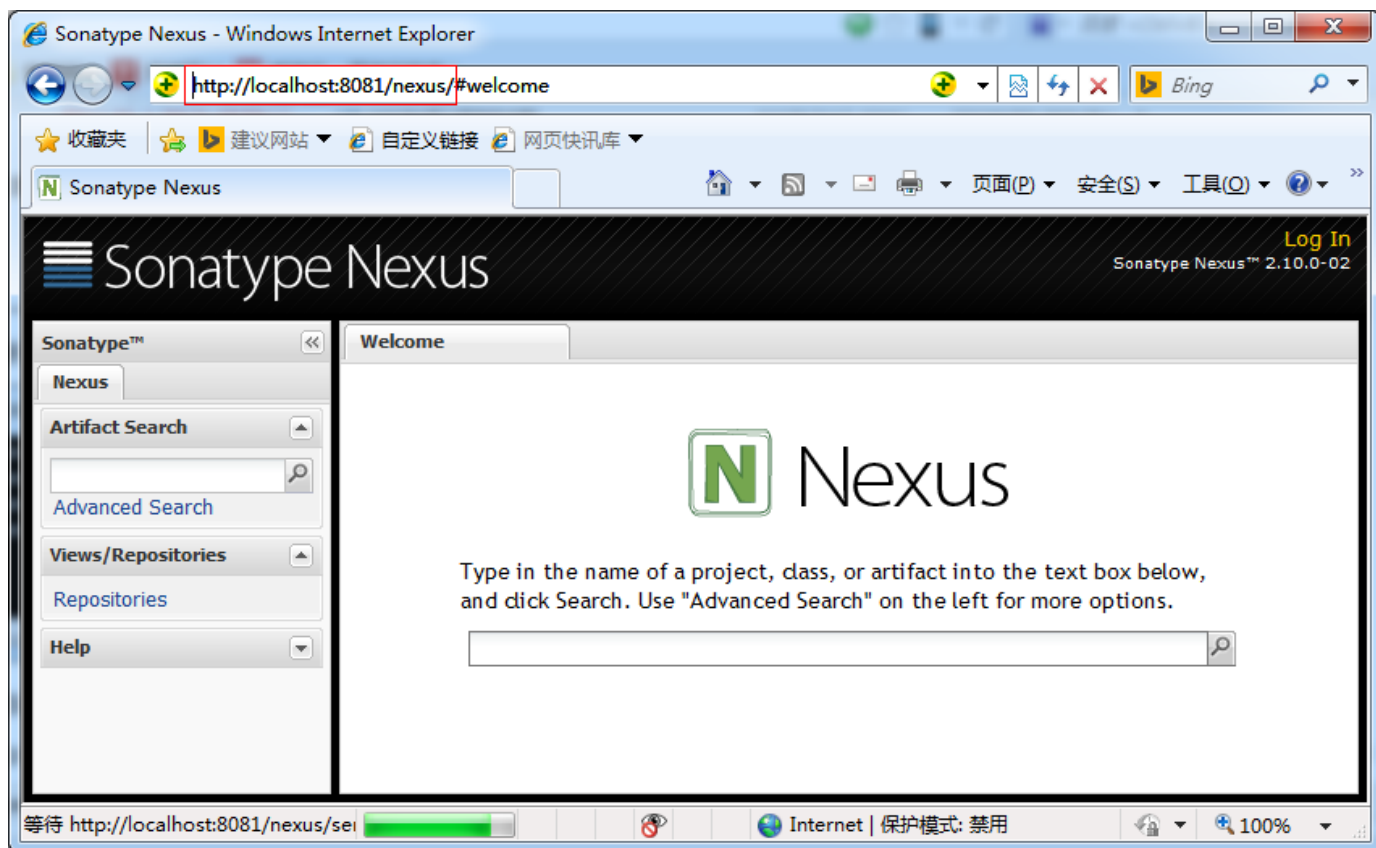 Sonatype Nexus - Windows Internet Explorer
http://localhost:8081/nexus/#welcome
Bing
收藏夹 建议网站 自定义链接 网页快讯库
Sonatype Nexus
页面(P) 安全(S) 工具(O)
Sonatype Nexus
Log In
Sonatype Nexus™ 2.10.0-02
Sonatype™
Nexus
Artifact Search
Advanced Search
Views/Repositories
Repositories
Help
Welcome
N Nexus
Type in the name of a project, class, or artifact into the text box below,
and click Search. Use "Advanced Search" on the left for more options.
等待 http://localhost:8081/nexus/ser
Internet | 保护模式: 禁用
100%